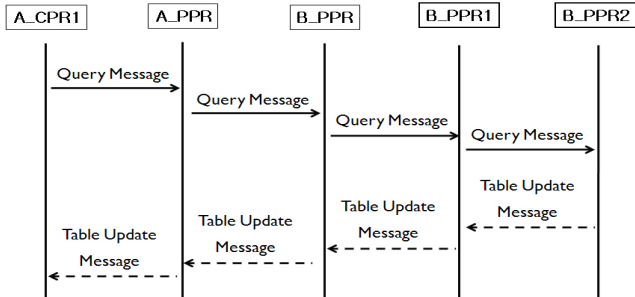 A_CPR1
A_PPR
B_PPR
B_PPR1
B_PPR2
Query Message
Query Message
Query Message
Query Message
Table Update
Message
Table Update
Message
Table Update
Message
Table Update
Message